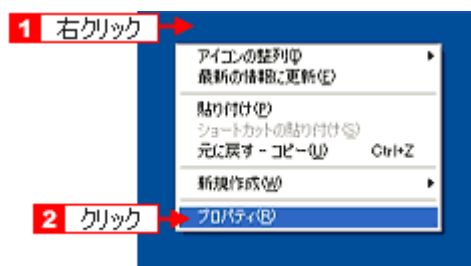 1 右クリック
アイコンの整列(I)
最新の情報に更新(E)
貼り付け(P)
ショートカットの貼り付け(S)
元に戻す - コピー(U) Ctrl+Z
新規作成(W)
2 クリック
プロパティ(R)